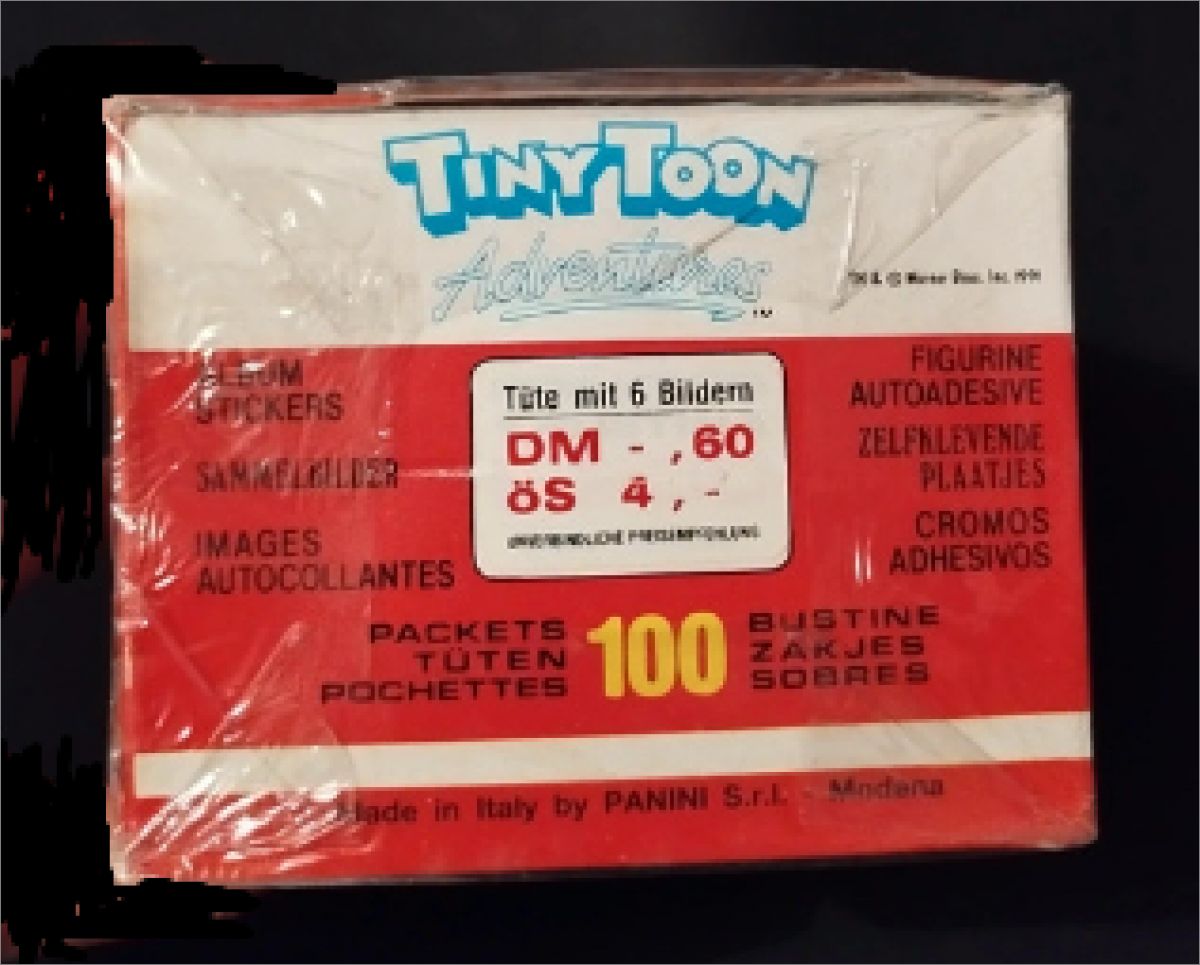 TINY TOON
Adventures
TM
TM & © Warner Bros. Inc. 1991
ALBUM
STICKERS
SAMMELBILDER
IMAGES
AUTOCOLLANTES
Tüte mit 6 Bildern
DM - ,60
öS 4,-
UNVERBINDLICHE PREISEMPFEHLUNG
FIGURINE
AUTOADESIVE
ZELFKLEVENDE
PLAATJES
CROMOS
ADHESIVOS
PACKETS
TÜTEN
POCHETTES
100
BUSTINE
ZAKJES
SOBRES
Made in Italy by PANINI S.r.l. - Modena